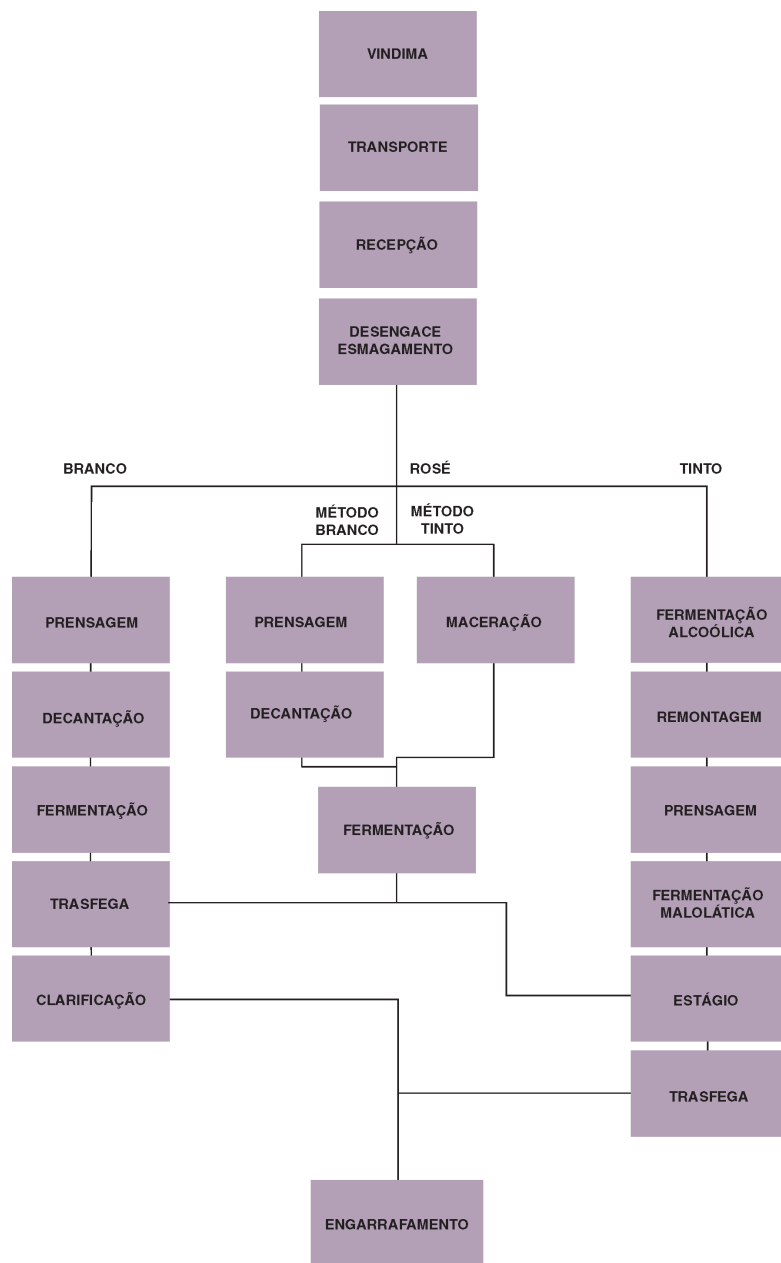 VINDIMA
TRANSPORTE
RECEPÇÃO
DESENGACE
ESMAGAMENTO
BRANCO
ROSÉ
TINTO
MÉTODO
BRANCO
MÉTODO
TINTO
PRENSAGEM
PRENSAGEM
MACERAÇÃO
FERMENTAÇÃO
ALCOÓLICA
DECANTAÇÃO
DECANTAÇÃO
REMONTAGEM
FERMENTAÇÃO
FERMENTAÇÃO
PRENSAGEM
TRASFEGA
FERMENTAÇÃO
MALOLÁTICA
CLARIFICAÇÃO
ESTÁGIO
TRASFEGA
ENGARRAFAMENTO